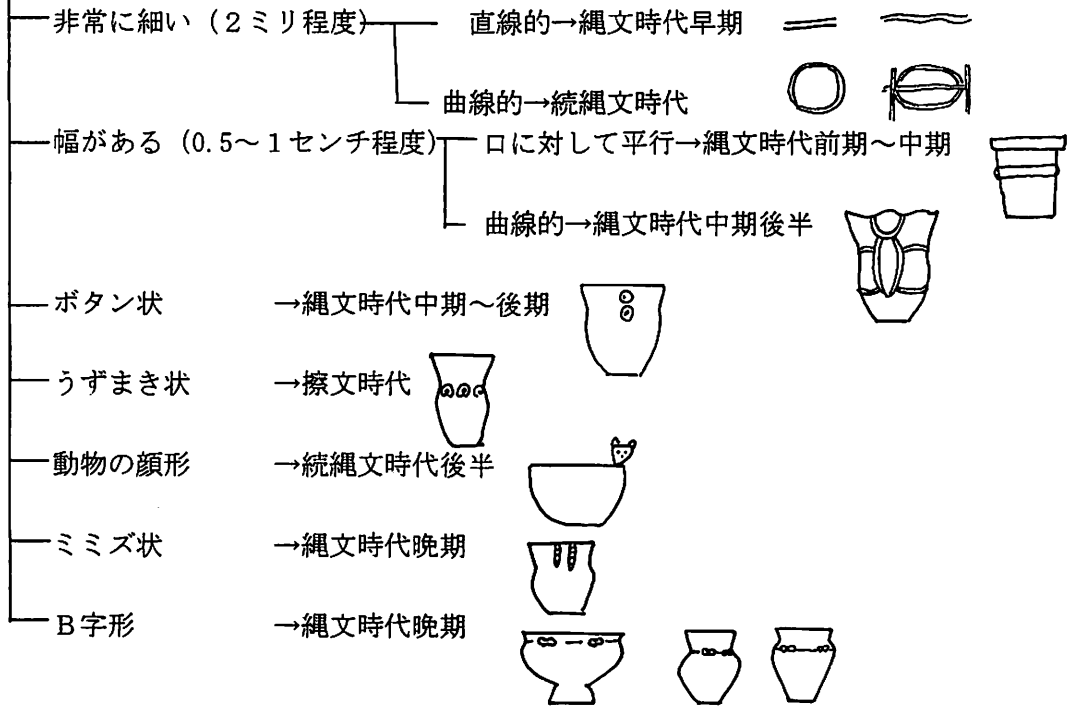 非常に細い（2ミリ程度） 直線的→縄文時代早期
曲線的→続縄文時代
幅がある（0.5～1センチ程度） 口に対して平行→縄文時代前期～中期
曲線的→縄文時代中期後半
ボタン状 →縄文時代中期～後期
うずまき状 →擦文時代
動物の顔形 →続縄文時代後半
ミミズ状 →縄文時代晩期
B字形 →縄文時代晩期